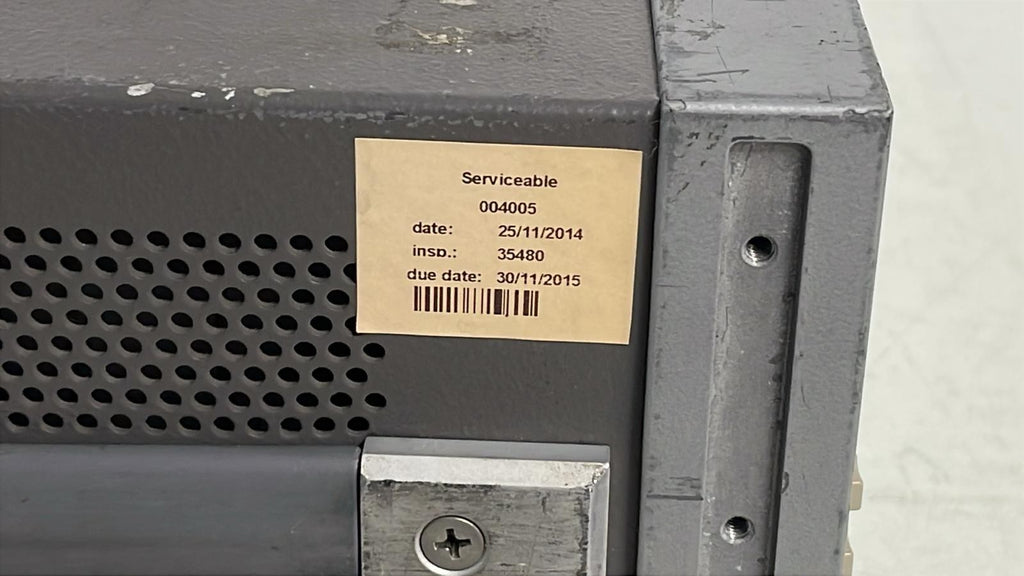 Serviceable
004005
date: 25/11/2014
insp.: 35480
due date: 30/11/2015